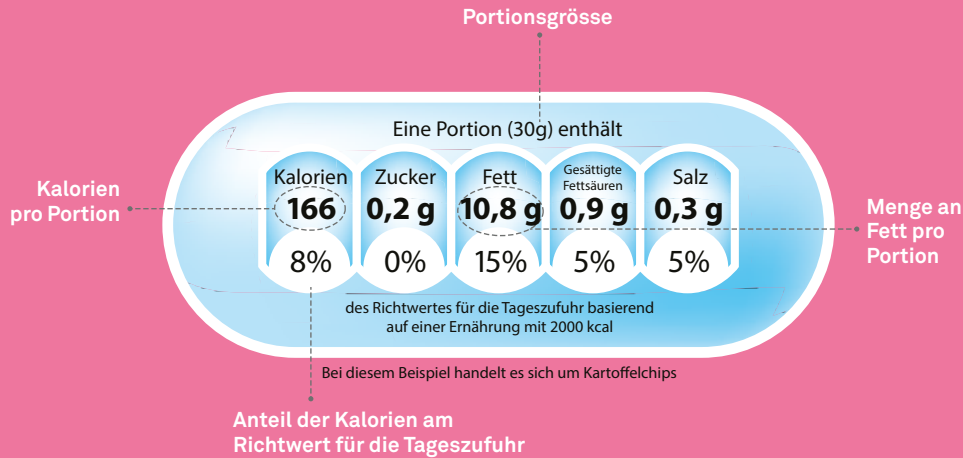 Portionsgrösse
Eine Portion (30g) enthält
Kalorien
pro Portion
Kalorien
166
8%
Zucker
0,2 g
0%
Fett
10,8 g
15%
Gesättigte
Fettsäuren
0,9 g
5%
Salz
0,3 g
5%
Menge an
Fett pro
Portion
des Richtwertes für die Tageszufuhr basierend
auf einer Ernährung mit 2000 kcal
Bei diesem Beispiel handelt es sich um Kartoffelchips
Anteil der Kalorien am
Richtwert für die Tageszufuhr